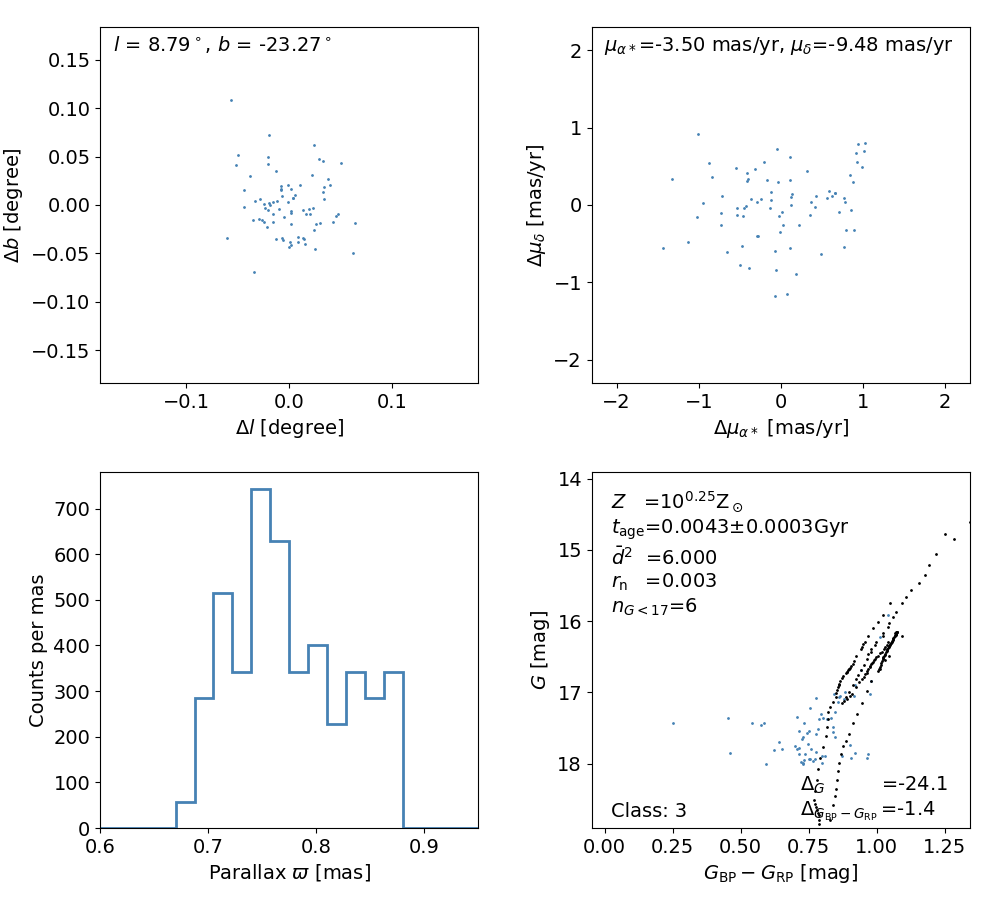 l = 8.79°, b = -23.27°
0.15
0.10
0.05
0.00
−0.05
−0.10
−0.15
Δb [degree]
−0.1 0.0 0.1
Δl [degree]
μα*=-3.50 mas/yr, μδ=-9.48 mas/yr
2
1
0
−1
−2
Δμδ [mas/yr]
−2 −1 0 1 2
Δμα* [mas/yr]
700
600
500
400
300
200
100
0
Counts per mas
0.6 0.7 0.8 0.9
Parallax ϖ [mas]
14
15
16
17
18
G [mag]
Z =10^0.25 Z⊙
t_age=0.0043±0.0003Gyr
d̄² =6.000
r_n =0.003
n_G<17=6
Δ_G =-24.1
Δ_GBP−GRP =-1.4
Class: 3
0.00 0.25 0.50 0.75 1.00 1.25
G_BP − G_RP [mag]